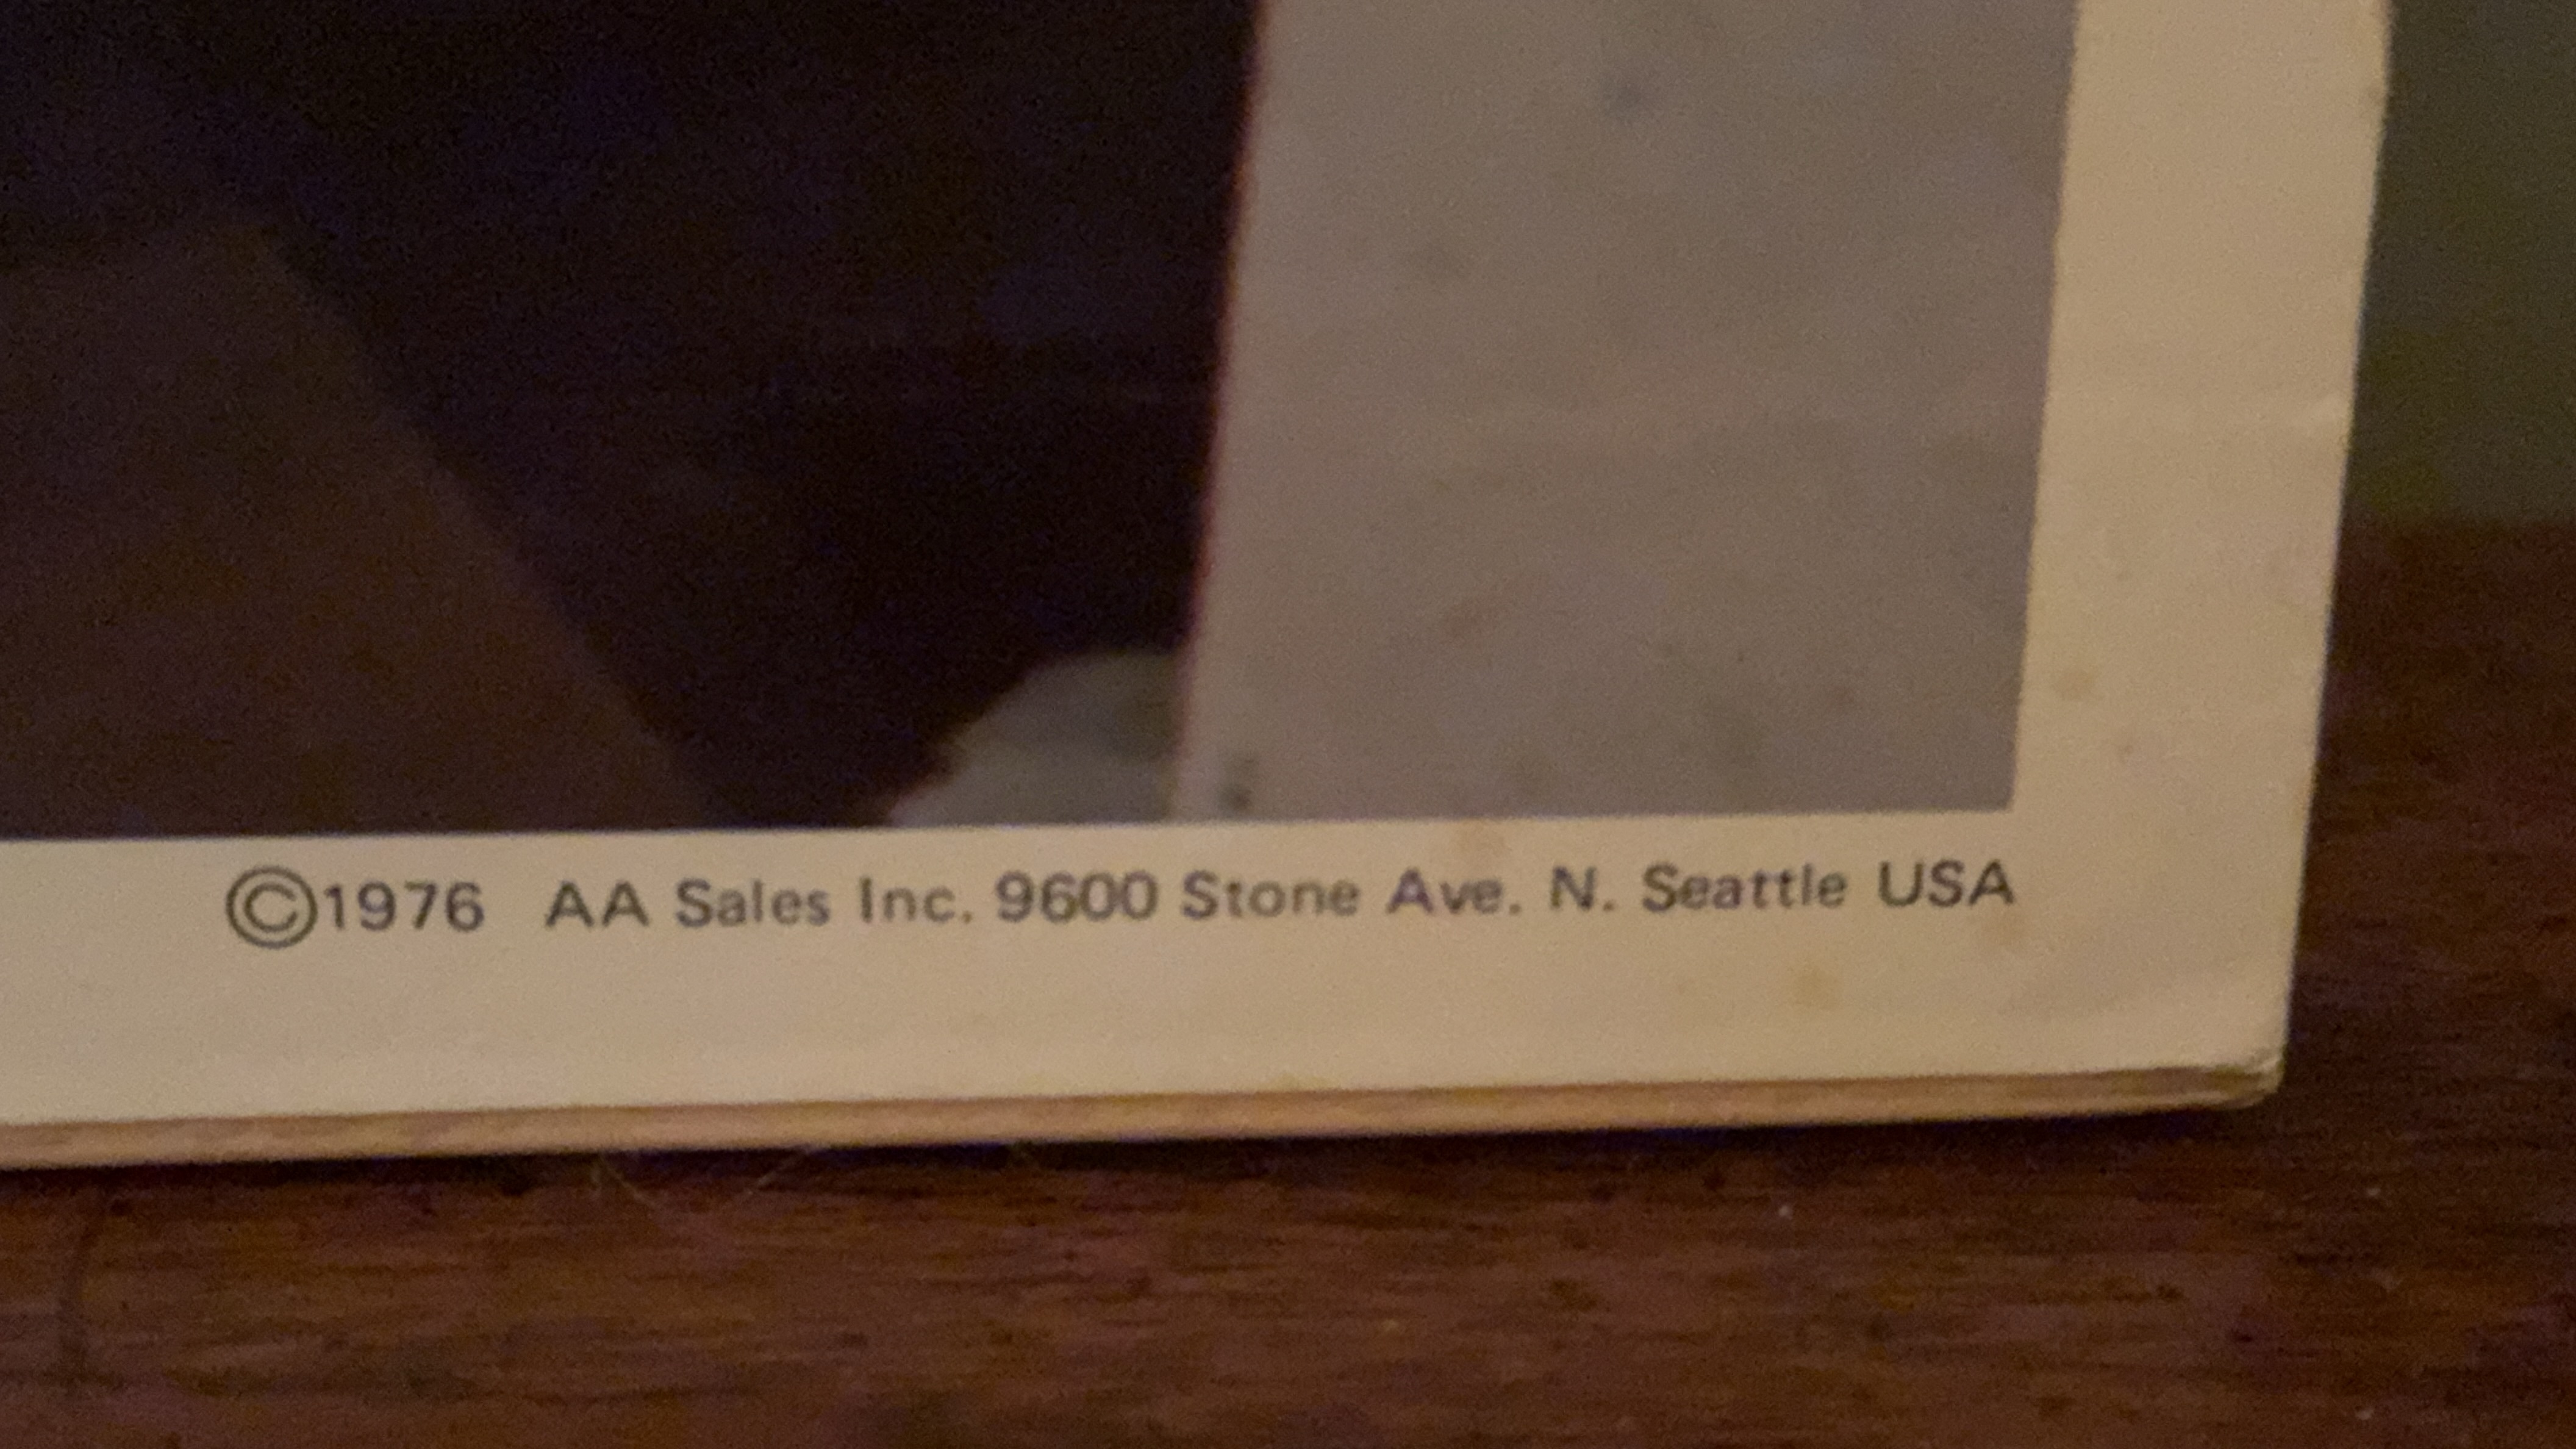 ©1976 AA Sales Inc. 9600 Stone Ave. N. Seattle USA